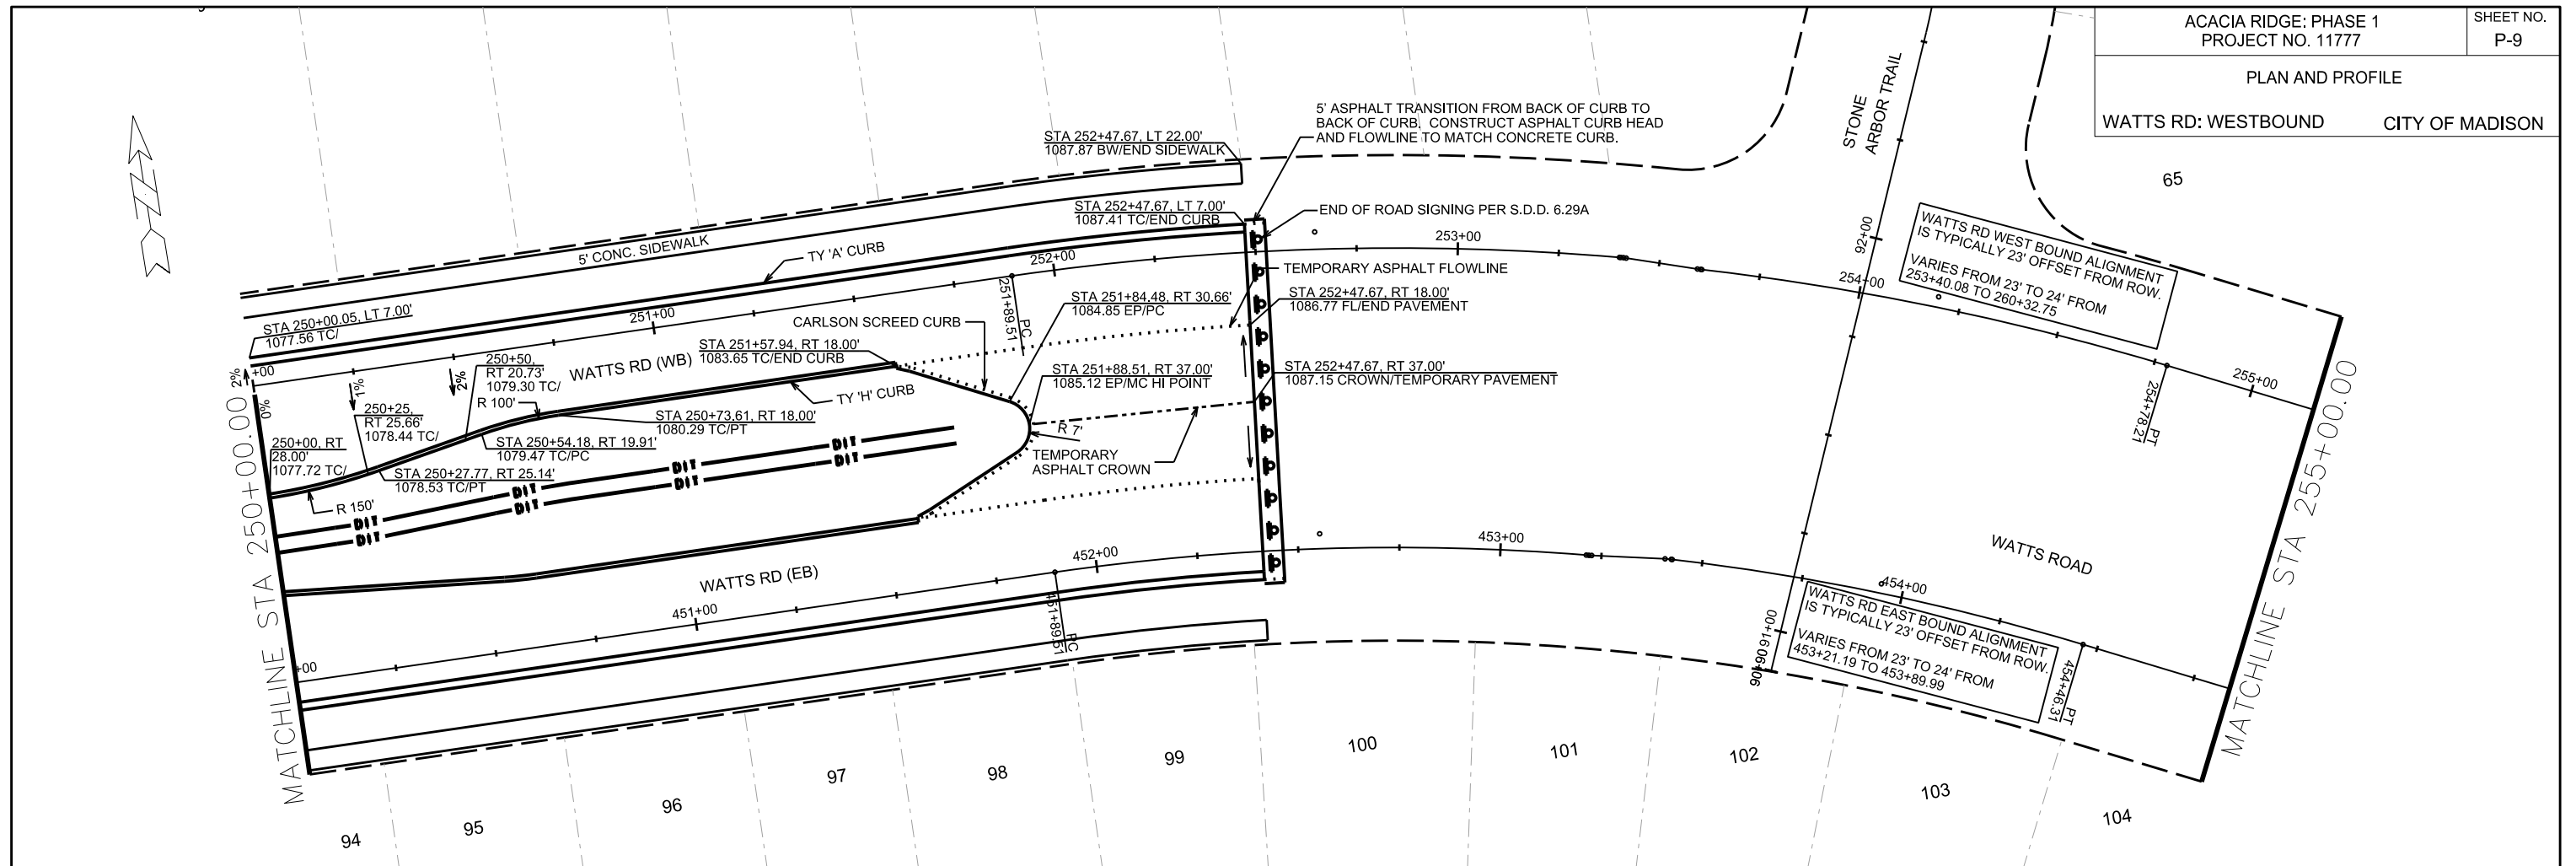 ACACIA RIDGE: PHASE 1
PROJECT NO. 11777
SHEET NO.
P-9
PLAN AND PROFILE
WATTS RD: WESTBOUND
CITY OF MADISON
5' ASPHALT TRANSITION FROM BACK OF CURB TO
BACK OF CURB. CONSTRUCT ASPHALT CURB HEAD
AND FLOWLINE TO MATCH CONCRETE CURB.
STA 252+47.67, LT 22.00'
1087.87 BW/END SIDEWALK
STA 252+47.67, LT 7.00'
1087.41 TC/END CURB
END OF ROAD SIGNING PER S.D.D. 6.29A
STONE
ARBOR TRAIL
65
5' CONC. SIDEWALK
TY 'A' CURB
252+00
253+00
92+00
254+00
255+00
WATTS RD WEST BOUND ALIGNMENT
IS TYPICALLY 23' OFFSET FROM ROW.
VARIES FROM 23' TO 24' FROM
253+40.08 TO 260+32.75
TEMPORARY ASPHALT FLOWLINE
STA 251+84.48, RT 30.66'
1084.85 EP/PC
STA 252+47.67, RT 18.00'
1086.77 FL/END PAVEMENT
251+89.51
PC
STA 250+00.05, LT 7.00'
1077.56 TC/
251+00
CARLSON SCREED CURB
STA 251+57.94, RT 18.00'
1083.65 TC/END CURB
STA 251+88.51, RT 37.00'
1085.12 EP/MC HI POINT
STA 252+47.67, RT 37.00'
1087.15 CROWN/TEMPORARY PAVEMENT
2%
+00
0%
1%
2%
250+50,
RT 20.73'
1079.30 TC/
WATTS RD (WB)
R 100'
TY 'H' CURB
250+25,
RT 25.66'
1078.44 TC/
STA 250+73.61, RT 18.00'
1080.29 TC/PT
250+00, RT
28.00'
1077.72 TC/
STA 250+54.18, RT 19.91'
1079.47 TC/PC
STA 250+27.77, RT 25.14'
1078.53 TC/PT
R 150'
R 7'
TEMPORARY
ASPHALT CROWN
DIT
DIT
DIT
DIT
DIT
DIT
DIT
DIT
254+78.21
PT
MATCHLINE STA 250+00.00
MATCHLINE STA 255+00.00
WATTS RD (EB)
+00
451+00
452+00
453+00
454+00
451+89.51
PC
WATTS ROAD
91+00
90+90
WATTS RD EAST BOUND ALIGNMENT
IS TYPICALLY 23' OFFSET FROM ROW.
VARIES FROM 23' TO 24' FROM
453+21.19 TO 453+89.99
454+46.31
PT
94
95
96
97
98
99
100
101
102
103
104